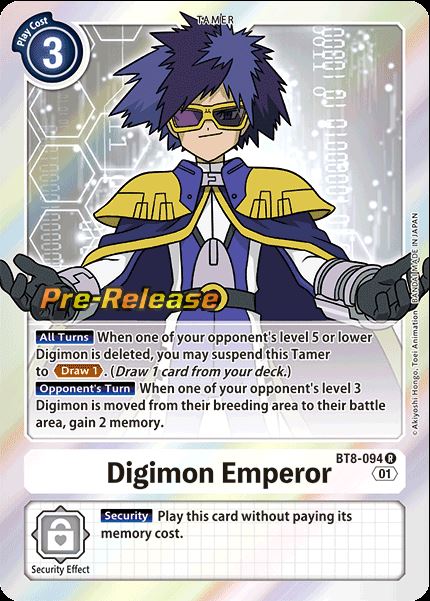 TAMER
Play Cost
3
Pre-Release
All Turns When one of your opponent's level 5 or lower
Digimon is deleted, you may suspend this Tamer
to Draw 1. (Draw 1 card from your deck.)
Opponent's Turn When one of your opponent's level 3
Digimon is moved from their breeding area to their battle
area, gain 2 memory.
©Akiyoshi Hongo, Toei Animation ©BANDAI MADE IN JAPAN
BT8-094 R
Digimon Emperor
01
Security Play this card without paying its
memory cost.
Security Effect